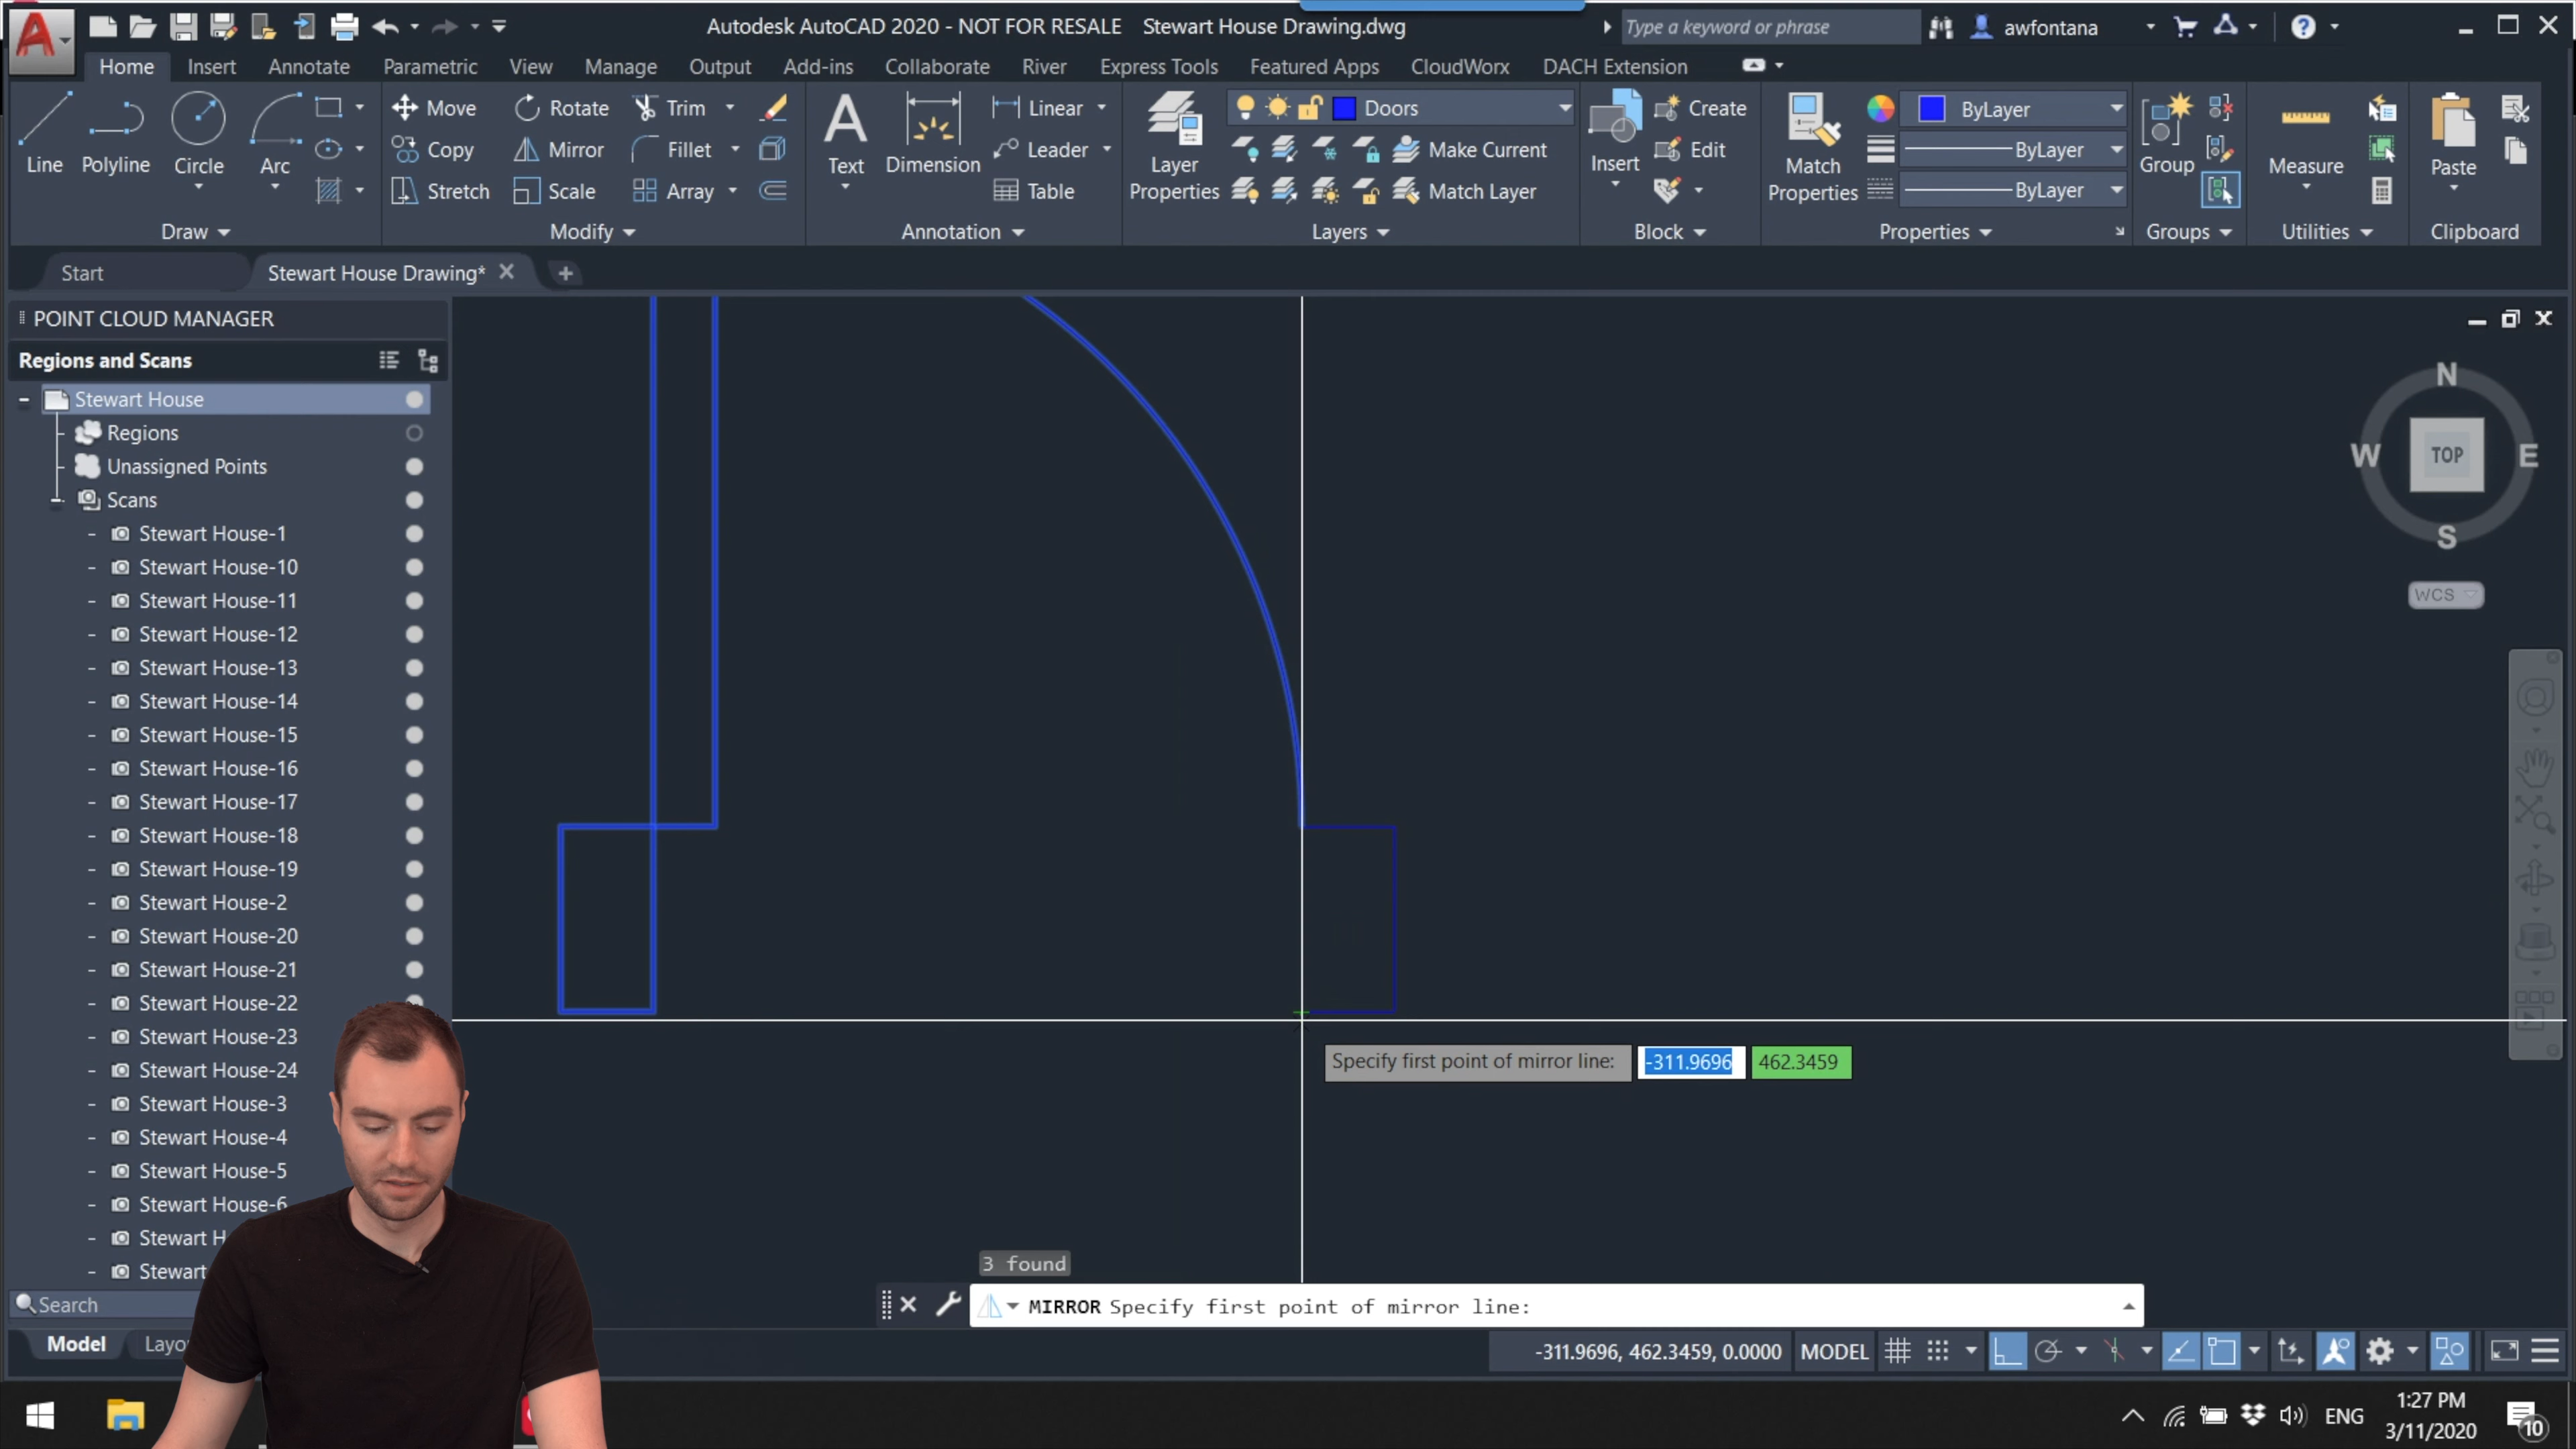 Autodesk AutoCAD 2020 - NOT FOR RESALE Stewart House Drawing.dwg
Type a keyword or phrase
awfontana
Home Insert Annotate Parametric View Manage Output Add-ins Collaborate River Express Tools Featured Apps CloudWorx DACH Extension
Line
Polyline
Circle
Arc
Draw
Move
Copy
Stretch
Rotate
Mirror
Scale
Trim
Fillet
Array
Modify
Text
Dimension
Linear
Leader
Table
Annotation
Layer
Properties
Doors
Make Current
Match Layer
Layers
Insert
Create
Edit
Block
Match
Properties
ByLayer
ByLayer
ByLayer
Properties
Group
Groups
Measure
Utilities
Paste
Clipboard
Start
Stewart House Drawing*
POINT CLOUD MANAGER
Regions and Scans
Stewart House
Regions
Unassigned Points
Scans
Stewart House-1
Stewart House-10
Stewart House-11
Stewart House-12
Stewart House-13
Stewart House-14
Stewart House-15
Stewart House-16
Stewart House-17
Stewart House-18
Stewart House-19
Stewart House-2
Stewart House-20
Stewart House-21
Stewart House-22
Stewart House-23
Stewart House-24
Stewart House-3
Stewart House-4
Stewart House-5
Stewart House-6
Stewart
Stewart
Search
N
W TOP E
S
WCS
Specify first point of mirror line: -311.9696 462.3459
3 found
MIRROR Specify first point of mirror line:
Model
-311.9696, 462.3459, 0.0000 MODEL
ENG
1:27 PM
3/11/2020
10